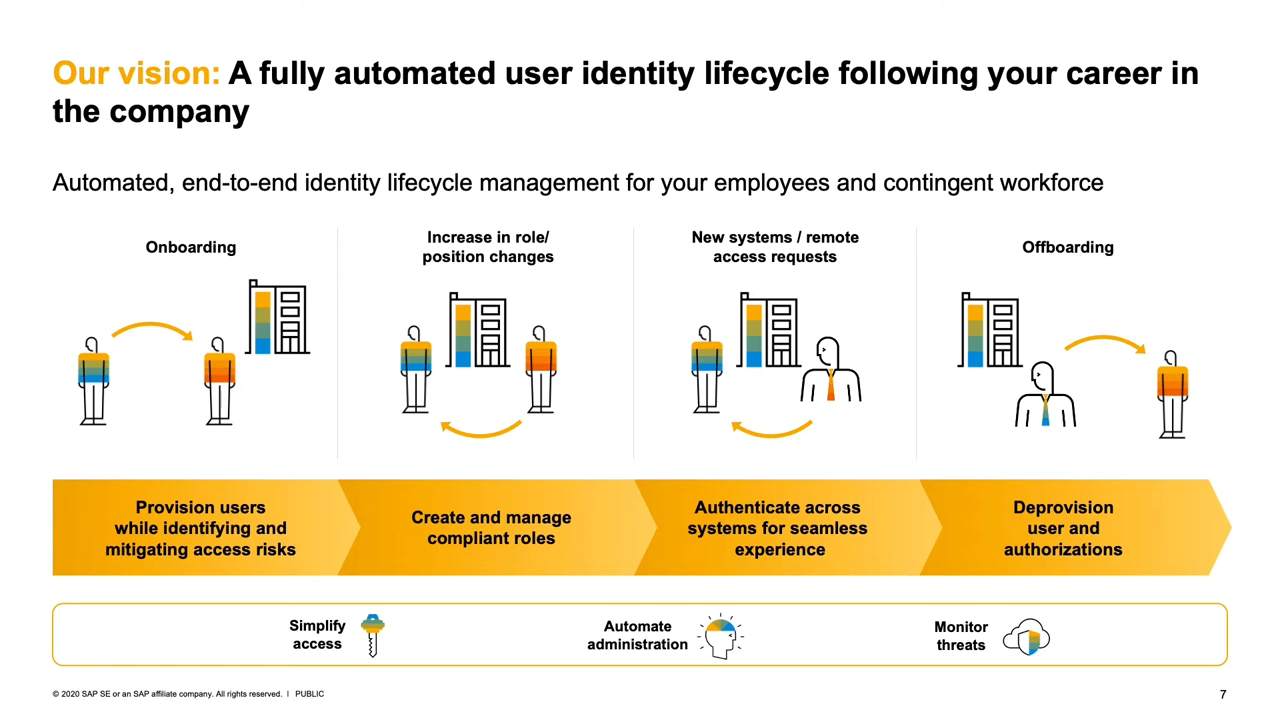 Our vision: A fully automated user identity lifecycle following your career in
the company
Automated, end-to-end identity lifecycle management for your employees and contingent workforce
Onboarding
Increase in role/
position changes
New systems / remote
access requests
Offboarding
Provision users
while identifying and
mitigating access risks
Create and manage
compliant roles
Authenticate across
systems for seamless
experience
Deprovision
user and
authorizations
Simplify
access
Automate
administration
Monitor
threats
© 2020 SAP SE or an SAP affiliate company. All rights reserved. I PUBLIC
7